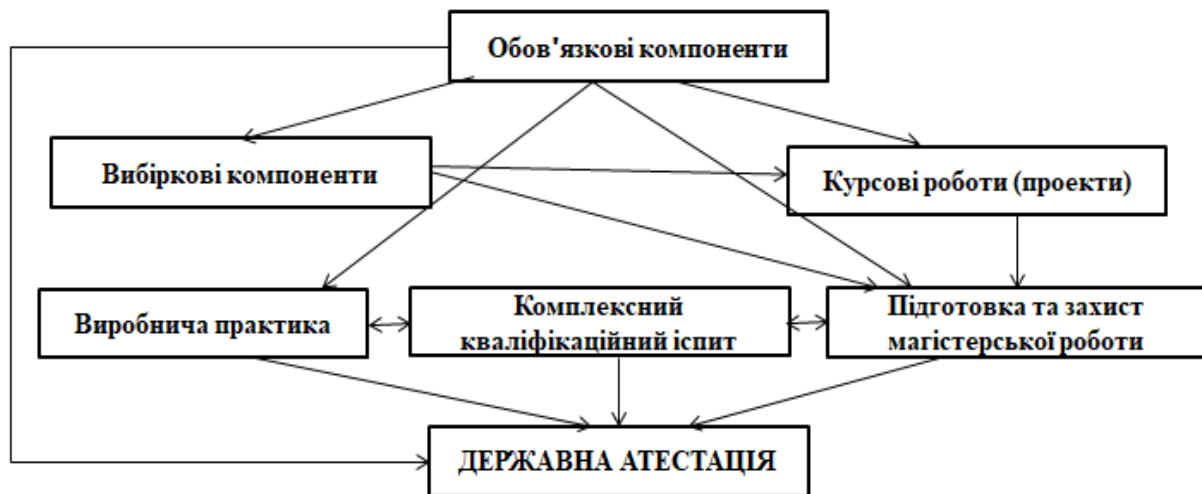 Обов'язкові компоненти
Вибіркові компоненти
Курсові роботи (проекти)
Виробнича практика
Комплексний
кваліфікаційний іспит
Підготовка та захист
магістерської роботи
ДЕРЖАВНА АТЕСТАЦІЯ